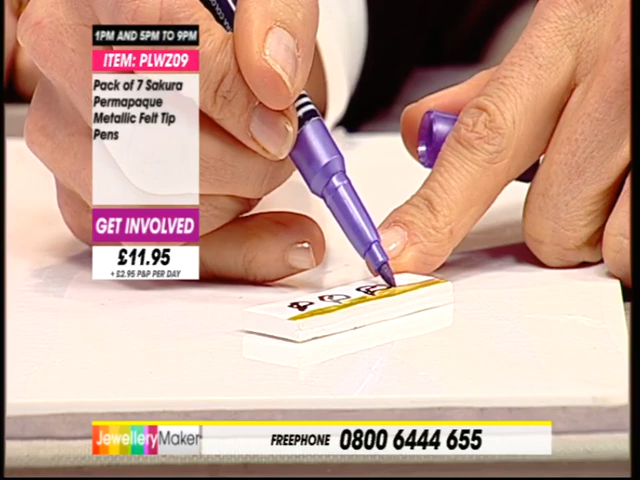 1PM AND 5PM TO 9PM
ITEM: PLWZ09
Pack of 7 Sakura
Permapaque
Metallic Felt Tip
Pens
GET INVOLVED
£11.95
+ £2.95 P&P PER DAY
JewelleryMaker
FREEPHONE 0800 6444 655